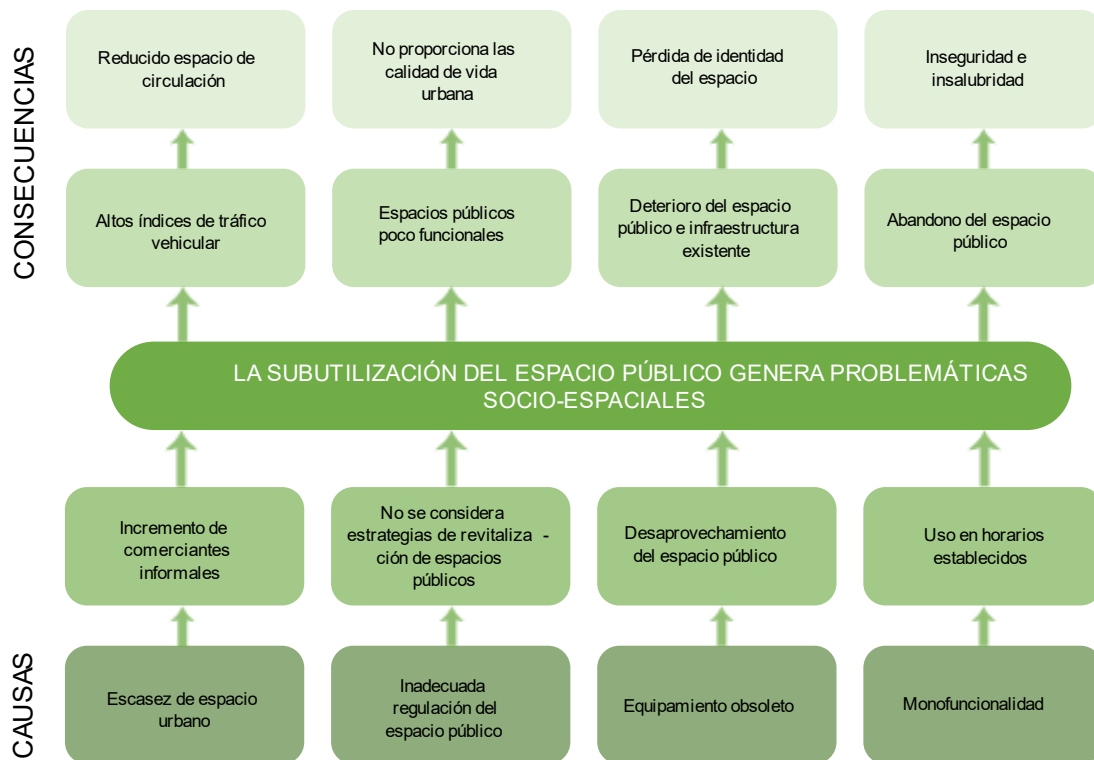 CONSECUENCIAS
Reducido espacio de
circulación
No proporciona las
calidad de vida
urbana
Pérdida de identidad
del espacio
Inseguridad e
insalubridad
Altos índices de tráfico
vehicular
Espacios públicos
poco funcionales
Deterioro del espacio
público e infraestructura
existente
Abandono del espacio
público
LA SUBUTILIZACIÓN DEL ESPACIO PÚBLICO GENERA PROBLEMÁTICAS
SOCIO-ESPACIALES
CAUSAS
Incremento de
comerciantes
informales
No se considera
estrategias de revitaliza -
ción de espacios
públicos
Desaprovechamiento
del espacio público
Uso en horarios
establecidos
Escasez de espacio
urbano
Inadecuada
regulación del
espacio público
Equipamiento obsoleto
Monofuncionalidad